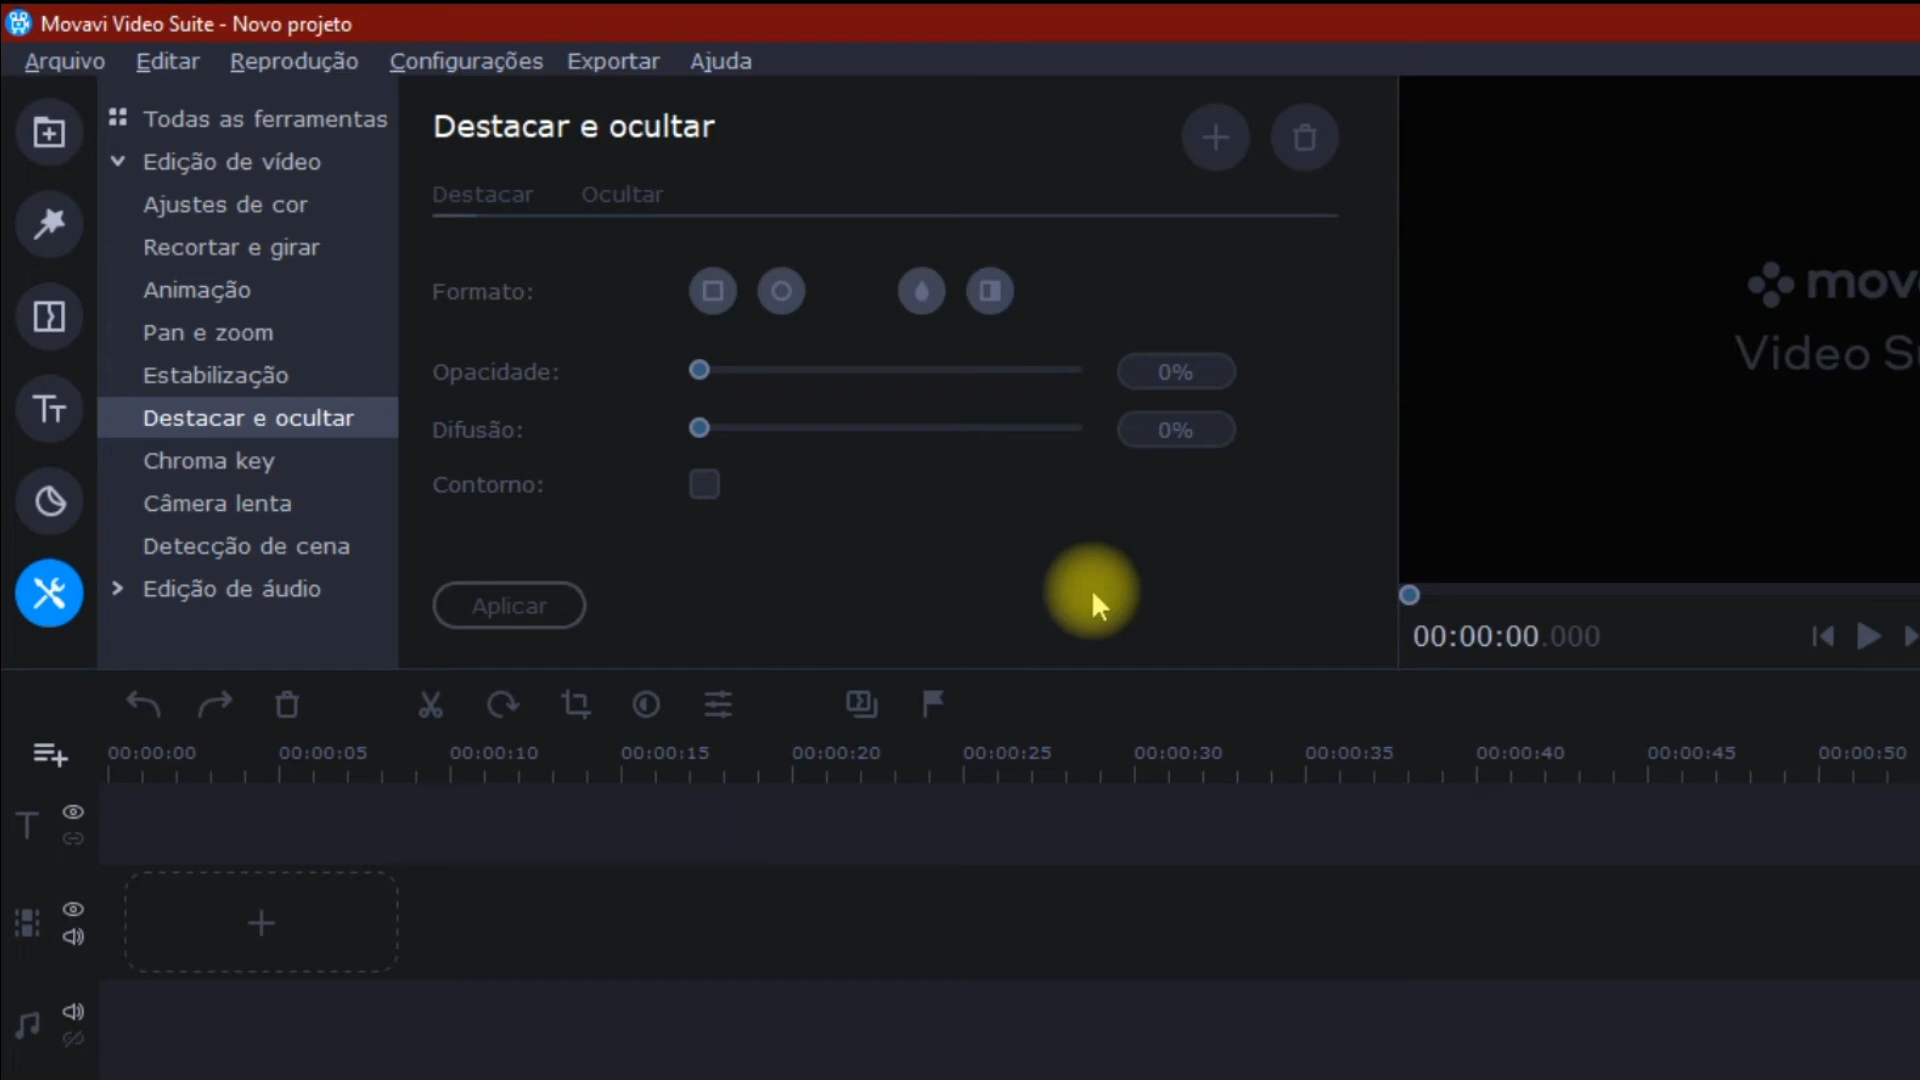 Movavi Video Suite - Novo projeto
Arquivo Editar Reprodução Configurações Exportar Ajuda
Todas as ferramentas
Edição de vídeo
Ajustes de cor
Recortar e girar
Animação
Pan e zoom
Estabilização
Destacar e ocultar
Chroma key
Câmera lenta
Detecção de cena
Edição de áudio
Destacar e ocultar
Destacar Ocultar
Formato:
Opacidade: 0%
Difusão: 0%
Contorno:
Aplicar
mov
Video Su
00:00:00.000
00:00:00 00:00:05 00:00:10 00:00:15 00:00:20 00:00:25 00:00:30 00:00:35 00:00:40 00:00:45 00:00:50